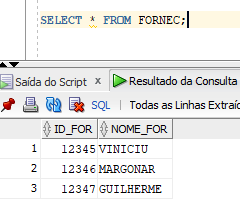 SELECT * FROM FORNEC;
Saída do Script x Resultado da Consulta
SQL | Todas as Linhas Extraíd
ID_FOR NOME_FOR
1 12345 VINICIU
2 12346 MARGONAR
3 12347 GUILHERME